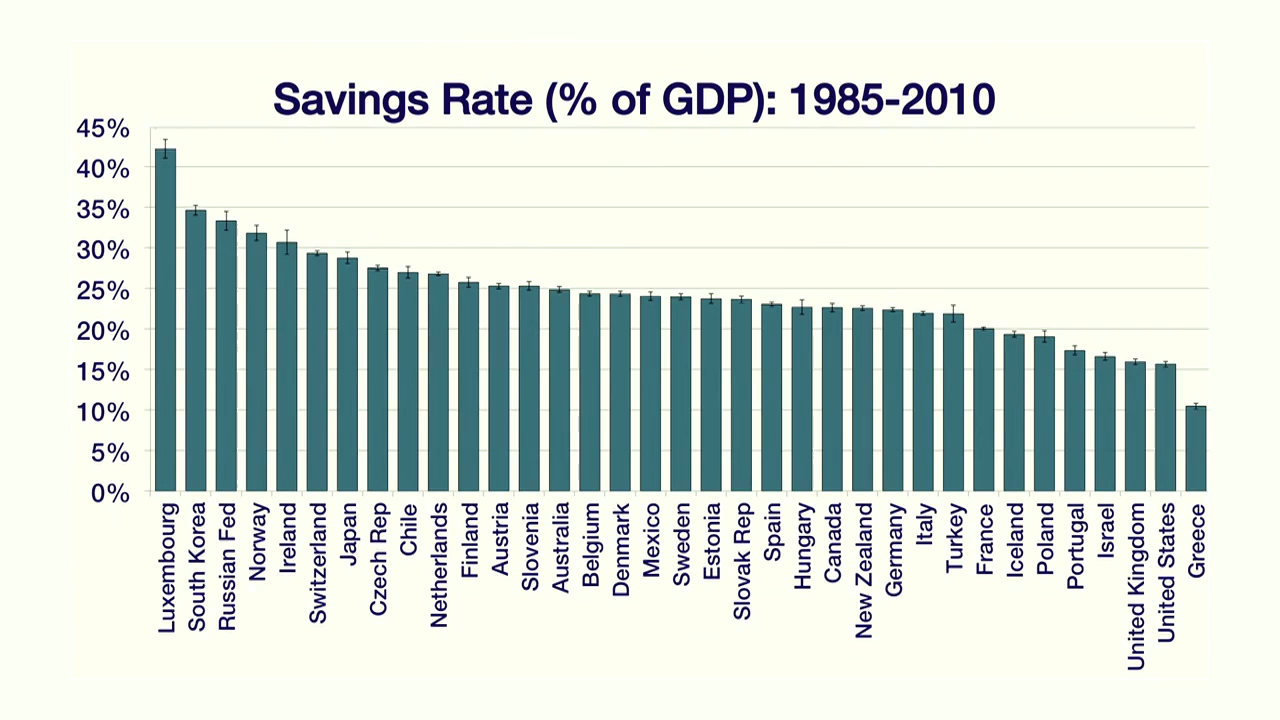 Savings Rate (% of GDP): 1985-2010
45%
40%
35%
30%
25%
20%
15%
10%
5%
0%
Luxembourg
South Korea
Russian Fed
Norway
Ireland
Switzerland
Japan
Czech Rep
Chile
Netherlands
Finland
Austria
Slovenia
Australia
Belgium
Denmark
Mexico
Sweden
Estonia
Slovak Rep
Spain
Hungary
Canada
New Zealand
Germany
Italy
Turkey
France
Iceland
Poland
Portugal
Israel
United Kingdom
United States
Greece